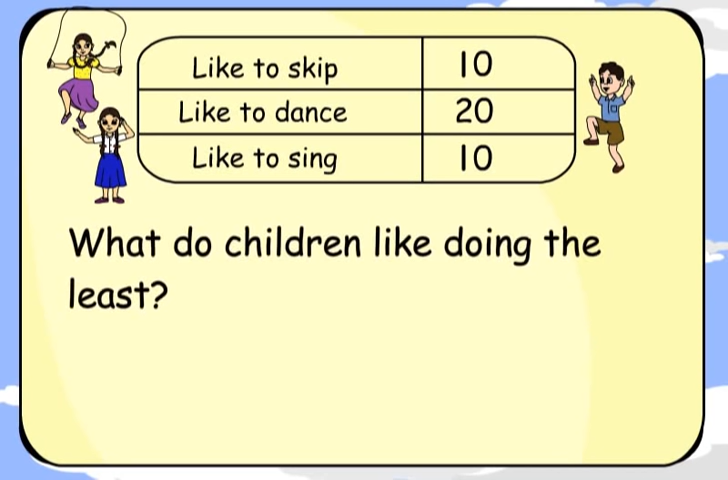 Like to skip 10
Like to dance 20
Like to sing 10
What do children like doing the
least?